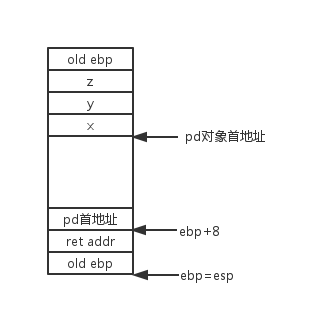 old ebp
z
y
x
pd对象首地址
pd首地址
ebp+8
ret addr
old ebp
ebp=esp